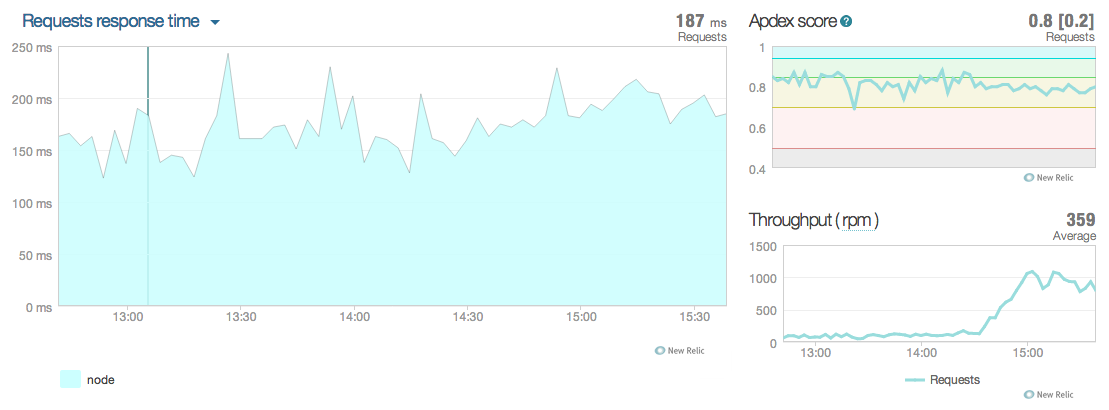 Requests response time
187 ms
Requests
250 ms
200 ms
150 ms
100 ms
50 ms
0 ms
13:00 13:30 14:00 14:30 15:00 15:30
New Relic
node
Apdex score ?
0.8 [0.2]
Requests
1
0.8
0.6
0.4
New Relic
Throughput ( rpm )
359
Average
1500
1000
500
0
13:00 14:00 15:00
Requests
New Relic